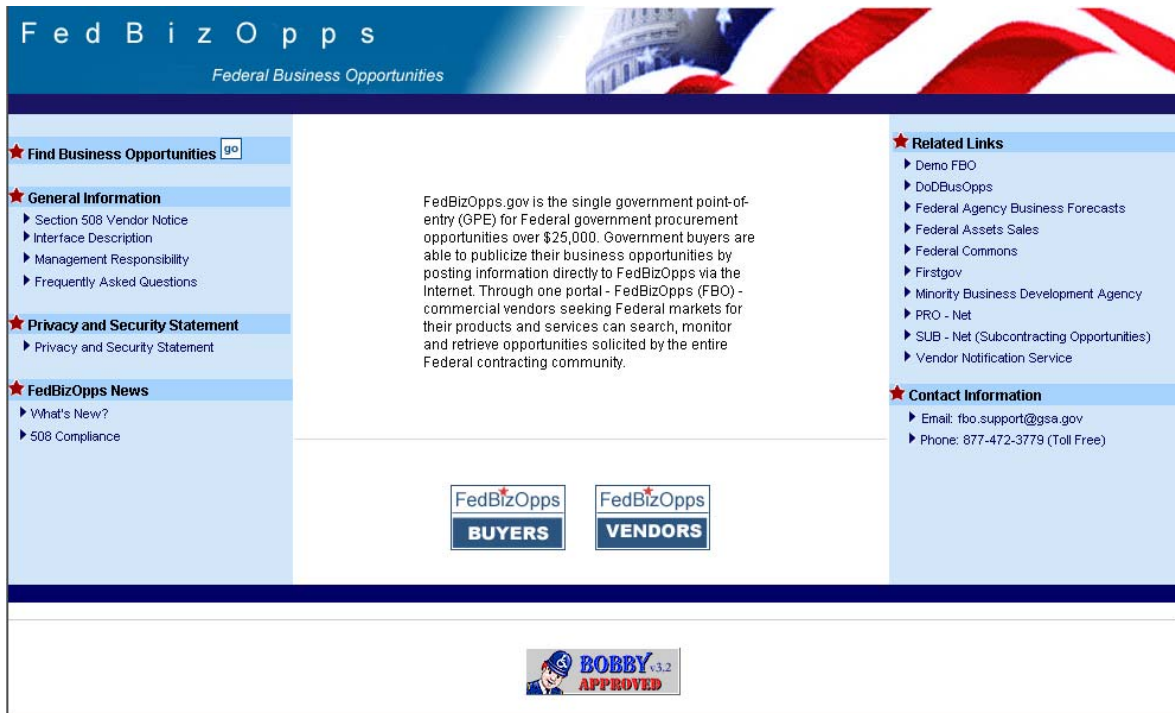 FedBizOpps
Federal Business Opportunities
Find Business Opportunities go
General Information
Section 508 Vendor Notice
Interface Description
Management Responsibility
Frequently Asked Questions
Privacy and Security Statement
Privacy and Security Statement
FedBizOpps News
What's New?
508 Compliance
FedBizOpps.gov is the single government point-of-
entry (GPE) for Federal government procurement
opportunities over $25,000. Government buyers are
able to publicize their business opportunities by
posting information directly to FedBizOpps via the
Internet. Through one portal - FedBizOpps (FBO) -
commercial vendors seeking Federal markets for
their products and services can search, monitor
and retrieve opportunities solicited by the entire
Federal contracting community.
FedBizOpps
BUYERS
FedBizOpps
VENDORS
Related Links
Demo FBO
DoDBusOpps
Federal Agency Business Forecasts
Federal Assets Sales
Federal Commons
Firstgov
Minority Business Development Agency
PRO - Net
SUB - Net (Subcontracting Opportunities)
Vendor Notification Service
Contact Information
Email: fbo.support@gsa.gov
Phone: 877-472-3779 (Toll Free)
BOBBY v3.2
APPROVED